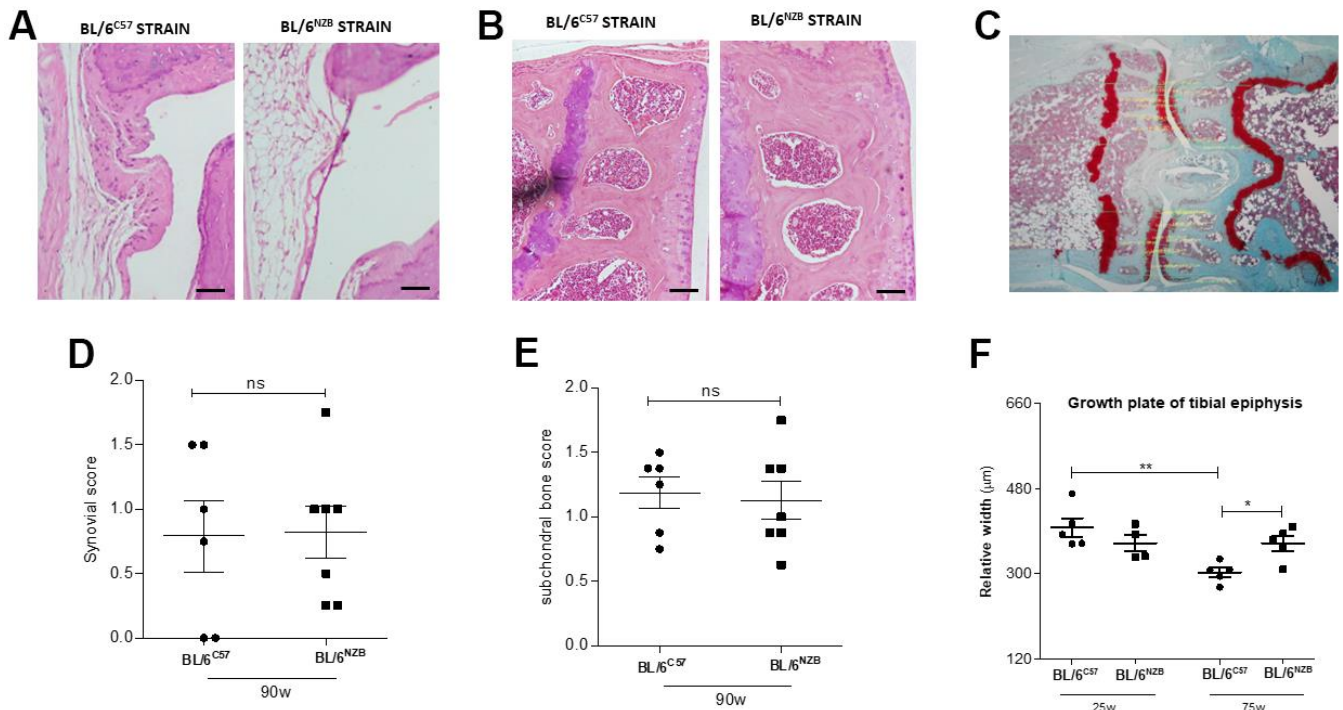 A
BL/6C57 STRAIN
BL/6NZB STRAIN
B
BL/6C57 STRAIN
BL/6NZB STRAIN
C
D
2.0
1.5
1.0
0.5
0.0
Synovial score
ns
BL/6C57
BL/6NZB
90w
E
2.0
1.5
1.0
0.5
0.0
subchondral bone score
ns
BL/6C57
BL/6NZB
90w
F
Growth plate of tibial epiphysis
660
480
300
120
Relative width (μm)
**
*
BL/6C57
BL/6NZB
BL/6C57
BL/6NZB
25w
75w